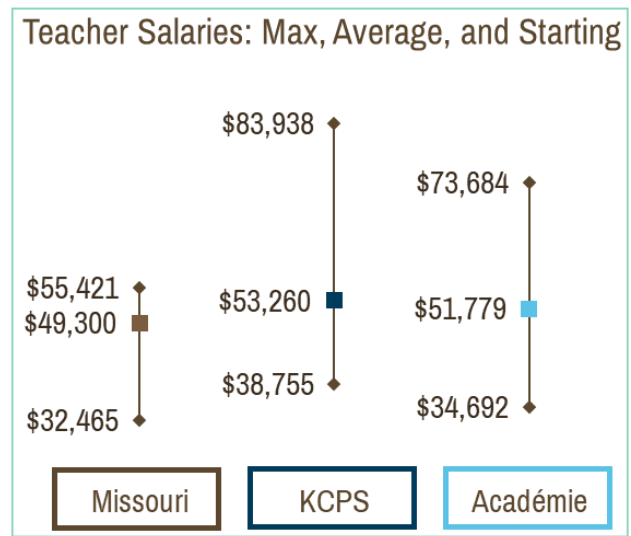 Teacher Salaries: Max, Average, and Starting
$83,938
$73,684
$55,421
$49,300
$53,260
$51,779
$38,755
$34,692
$32,465
Missouri
KCPS
Académie